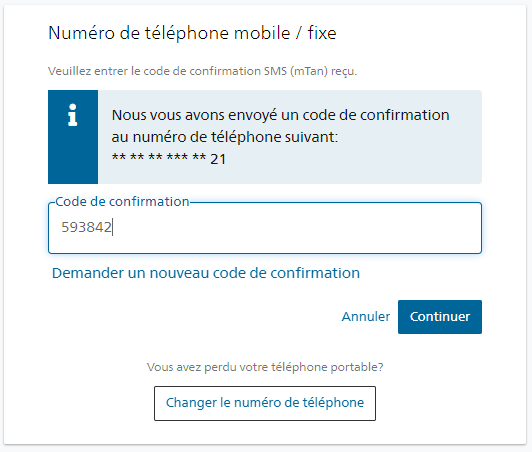 Numéro de téléphone mobile / fixe
Veuillez entrer le code de confirmation SMS (mTan) reçu.
Nous vous avons envoyé un code de confirmation
au numéro de téléphone suivant:
** ** ** *** ** 21
Code de confirmation
593842
Demander un nouveau code de confirmation
Annuler Continuer
Vous avez perdu votre téléphone portable?
Changer le numéro de téléphone